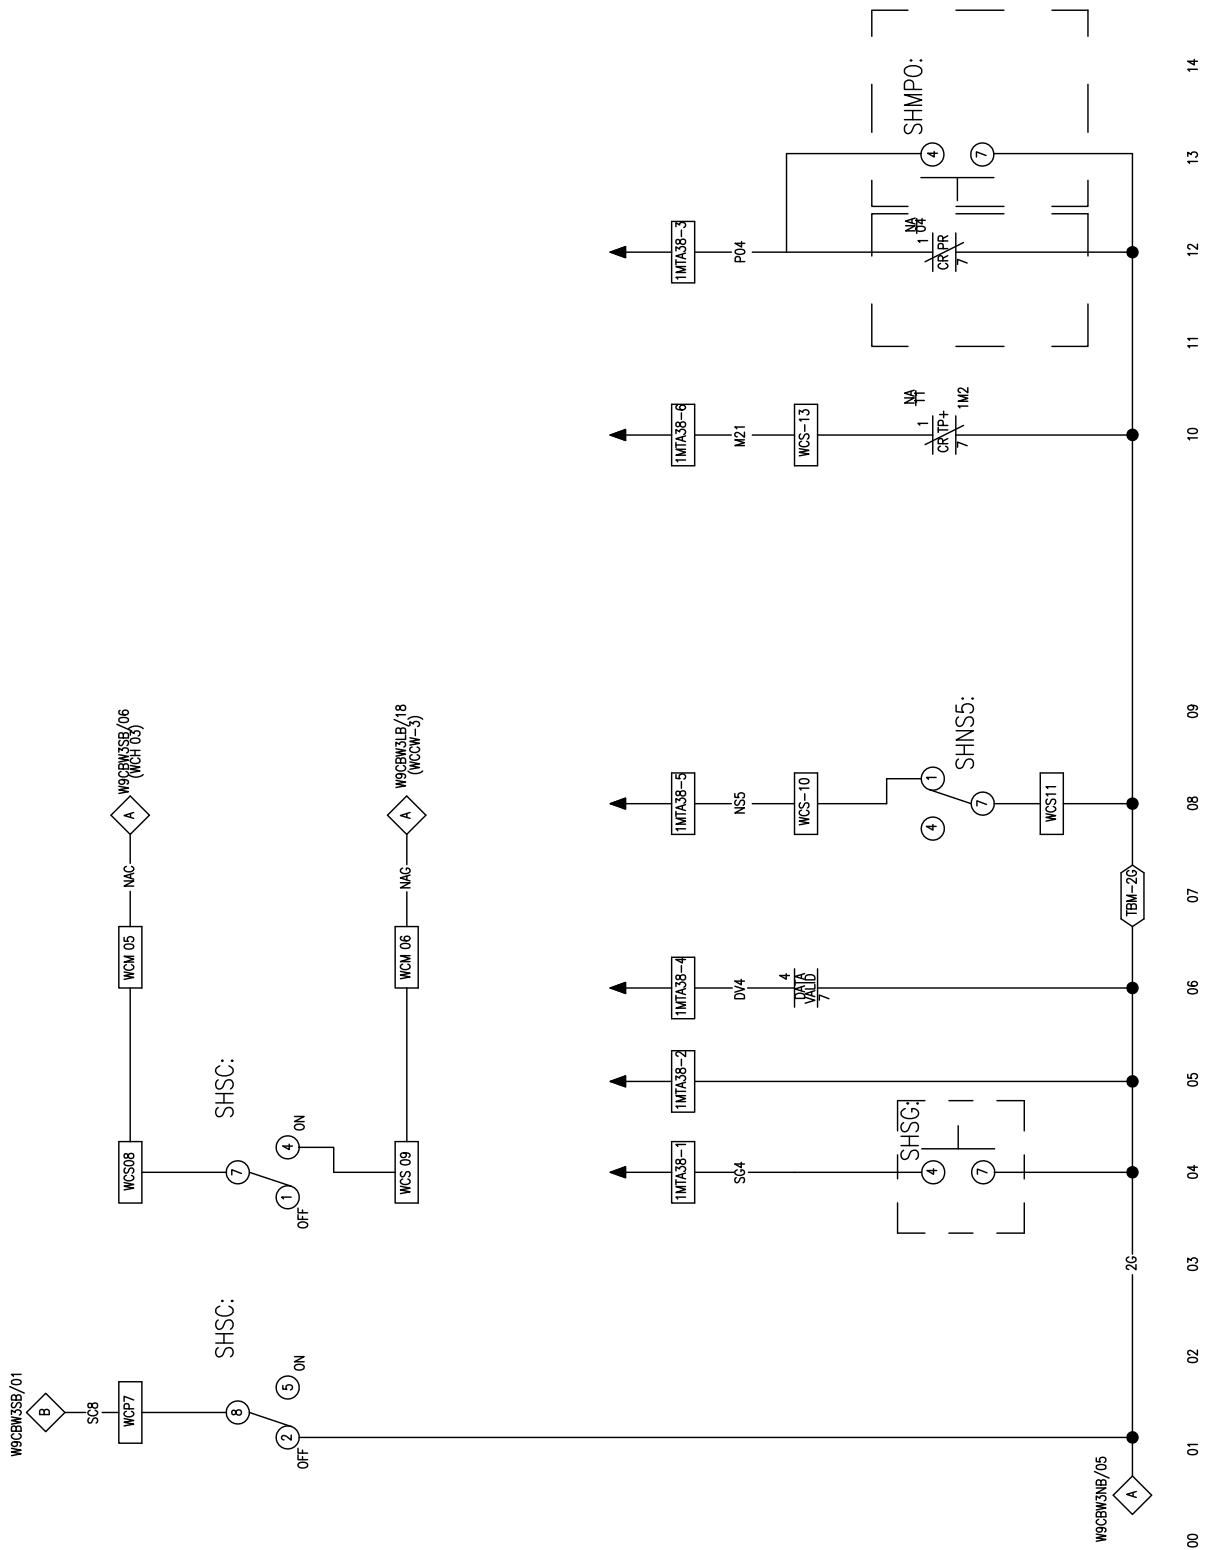 W9CBW3SB/01
B
SC8
WCP7
SHSC:
8
2
5
OFF
ON
W9CBW3NB/05
A
2G
W9CBW3SB/06
(WCH 03)
A
NAC
WCM 05
WCS08
SHSC:
7
1
4
OFF
ON
WCS 09
WCM 06
NAG
A
W9CBW3LB/18
(WCCW-3)
1MTA38-1
SG4
SHSG:
4
7
1MTA38-2
1MTA38-4
DV4
4
DATA
VALID
7
TBM-2G
1MTA38-5
NS5
WCS-10
1
4
7
SHNS5:
WCS11
1MTA38-6
M21
WCS-13
NA
11
1
CR TP+
7
1M2
1MTA38-3
P04
NA
04
1
CR PR
7
SHMPO:
4
7
00
01
02
03
04
05
06
07
08
09
10
11
12
13
14